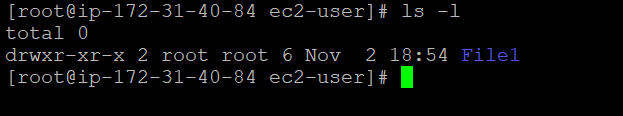 [root@ip-172-31-40-84 ec2-user]# ls -l
total 0
drwxr-xr-x 2 root root 6 Nov  2 18:54 File1
[root@ip-172-31-40-84 ec2-user]#